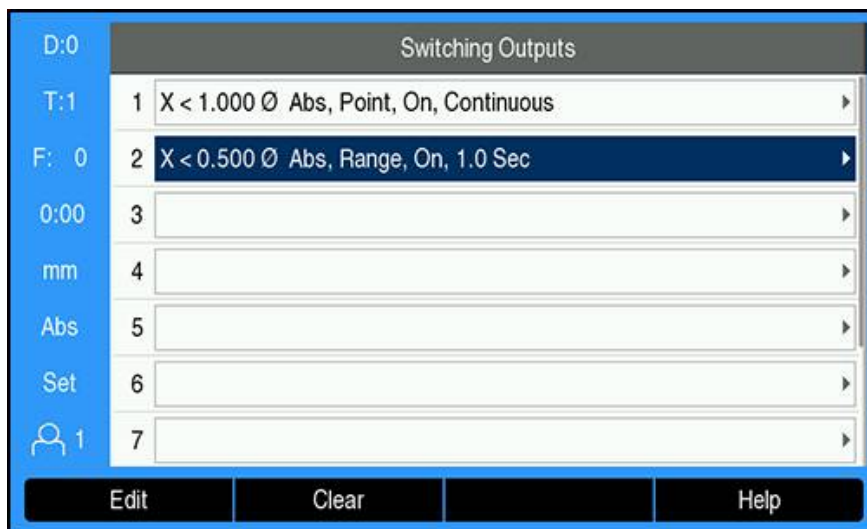 D:0
Switching Outputs
T:1
1 X < 1.000 Ø Abs, Point, On, Continuous
F: 0
2 X < 0.500 Ø Abs, Range, On, 1.0 Sec
0:00
3
mm
4
Abs
5
Set
6
1
7
Edit Clear Help